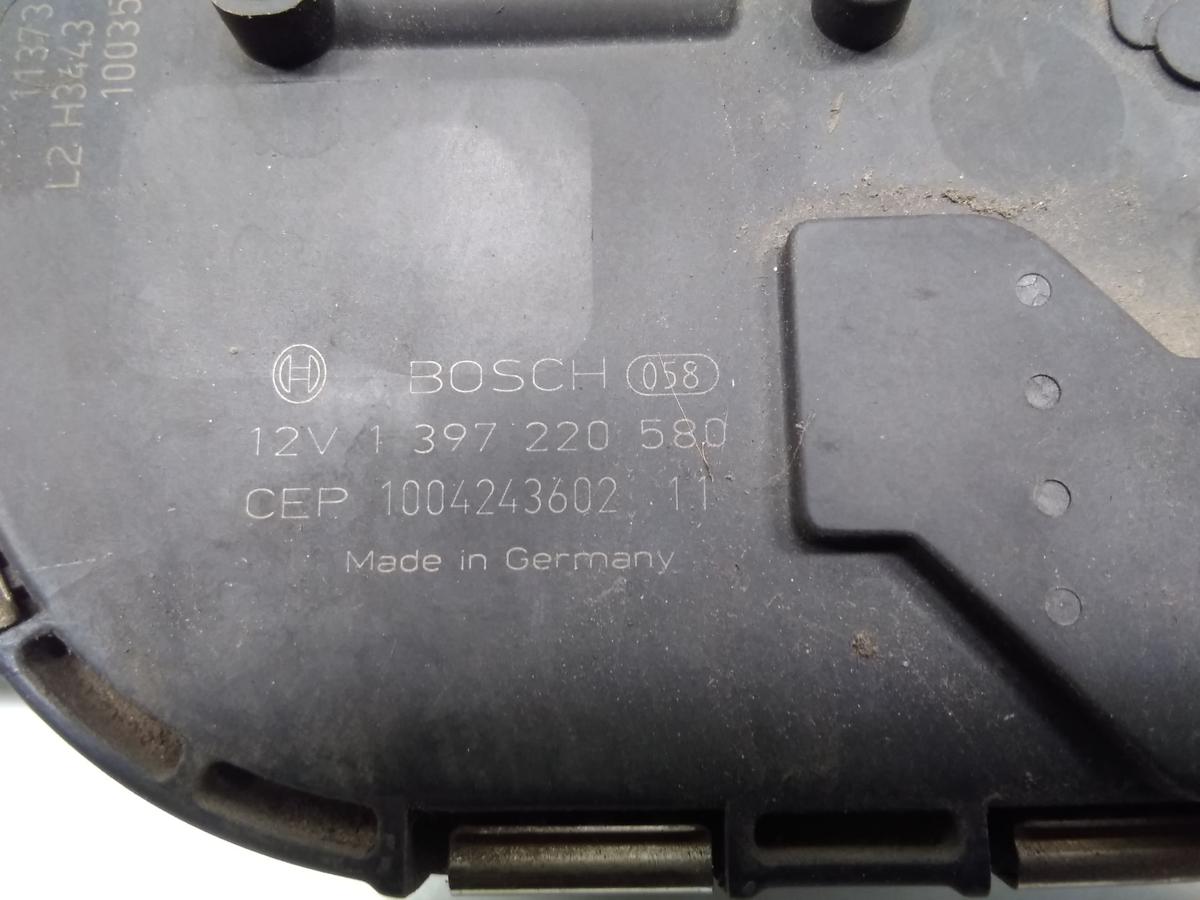 11373
L2 H3443
10035
BOSCH 058
12V 1 397 220 580
CEP 1004243602 11
Made in Germany